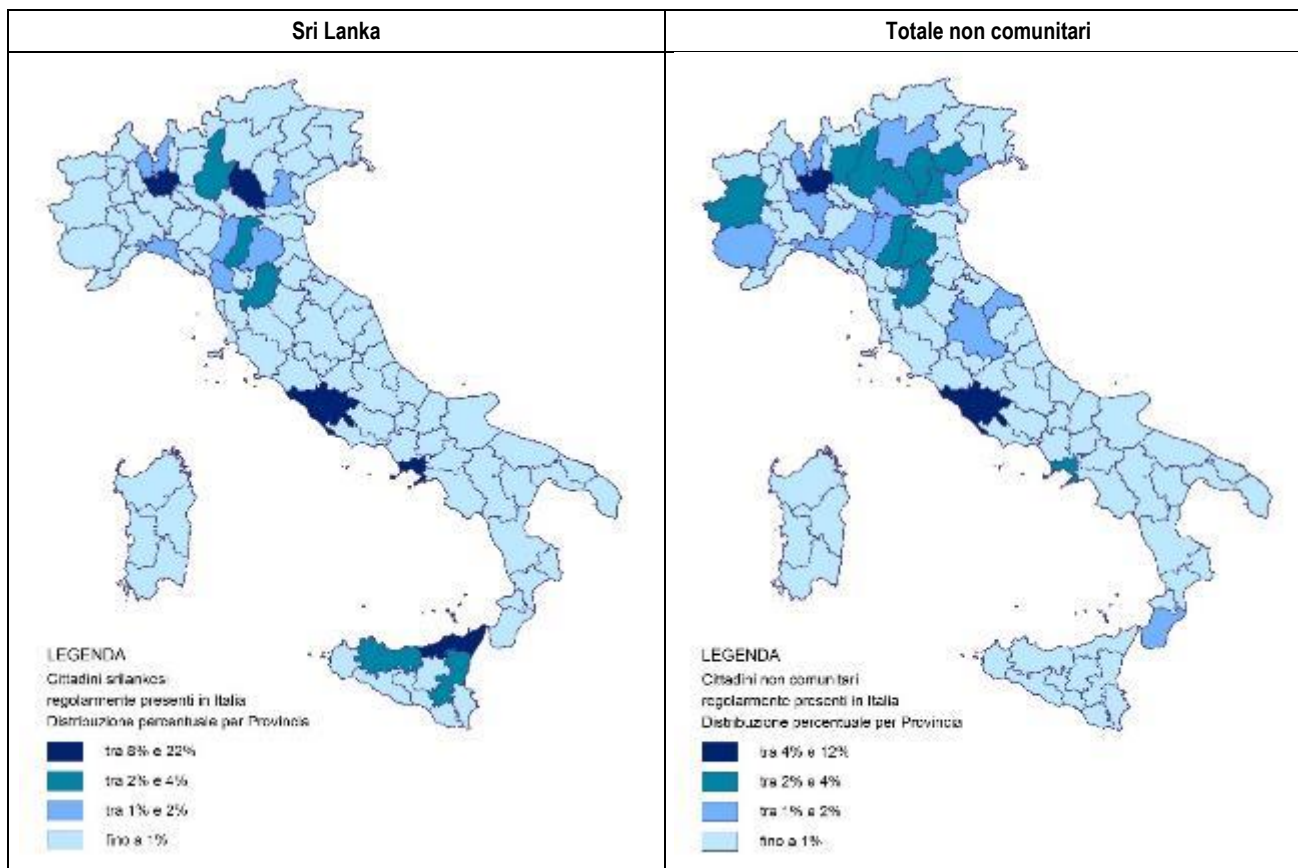 Sri Lanka
Totale non comunitari
LEGENDA
Cittadini srilankesi
regolarmente presenti in Italia
Distribuzione percentuale per Provincia
tra 8% e 22%
tra 2% e 4%
tra 1% e 2%
fino a 1%
LEGENDA
Cittadini non comunitari
regolarmente presenti in Italia
Distribuzione percentuale per Provincia
tra 4% e 12%
tra 2% e 4%
tra 1% e 2%
fino a 1%